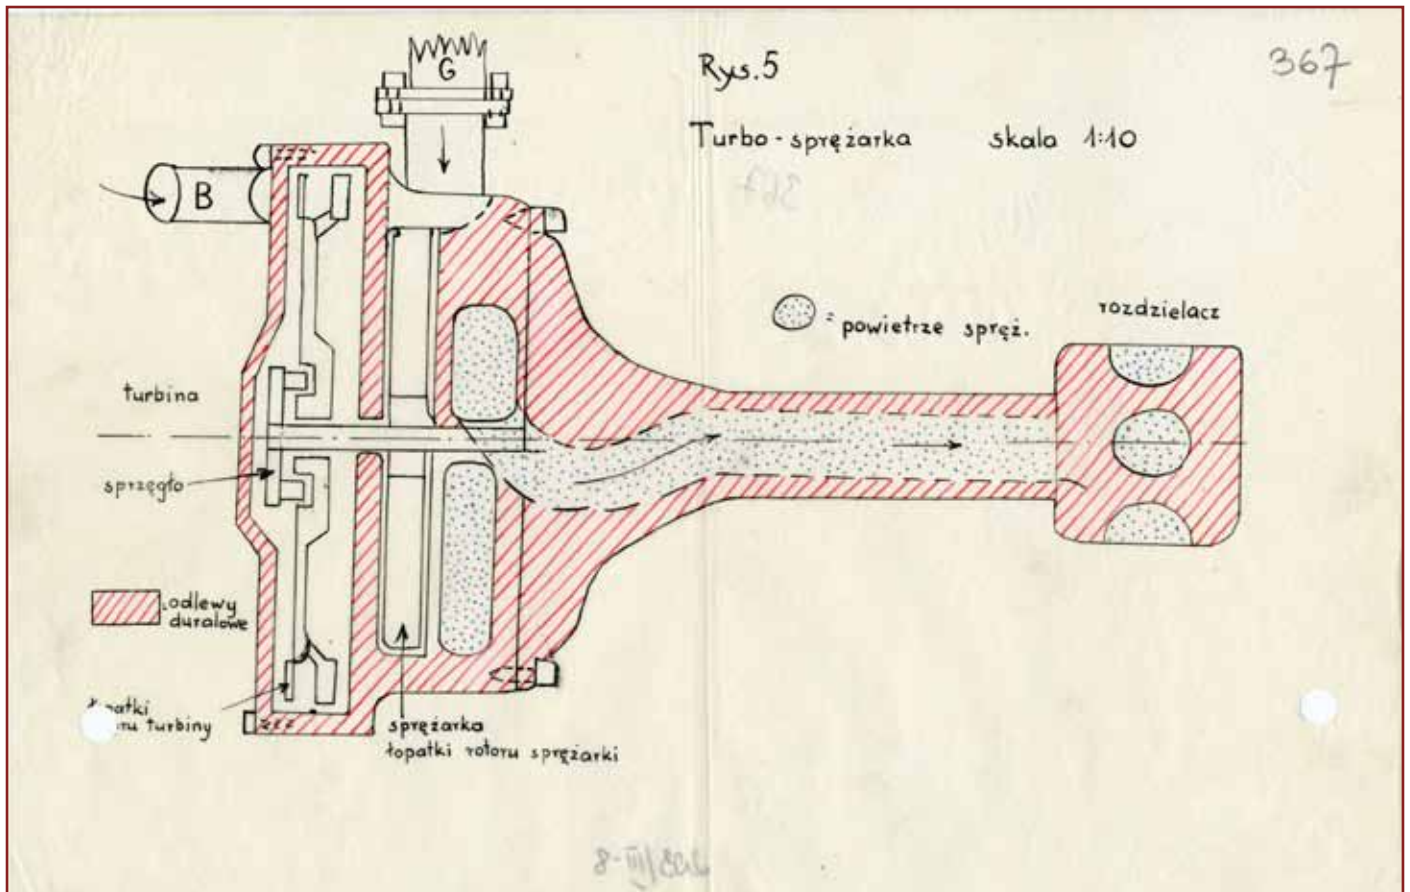 G
Rys.5
367
Turbo-sprężarka skala 1:10
B
= powietrze spręż.
rozdzielacz
turbina
sprzęgło
odlewy
duralowe
turbiny
sprężarka
łopatki rotoru sprężarki